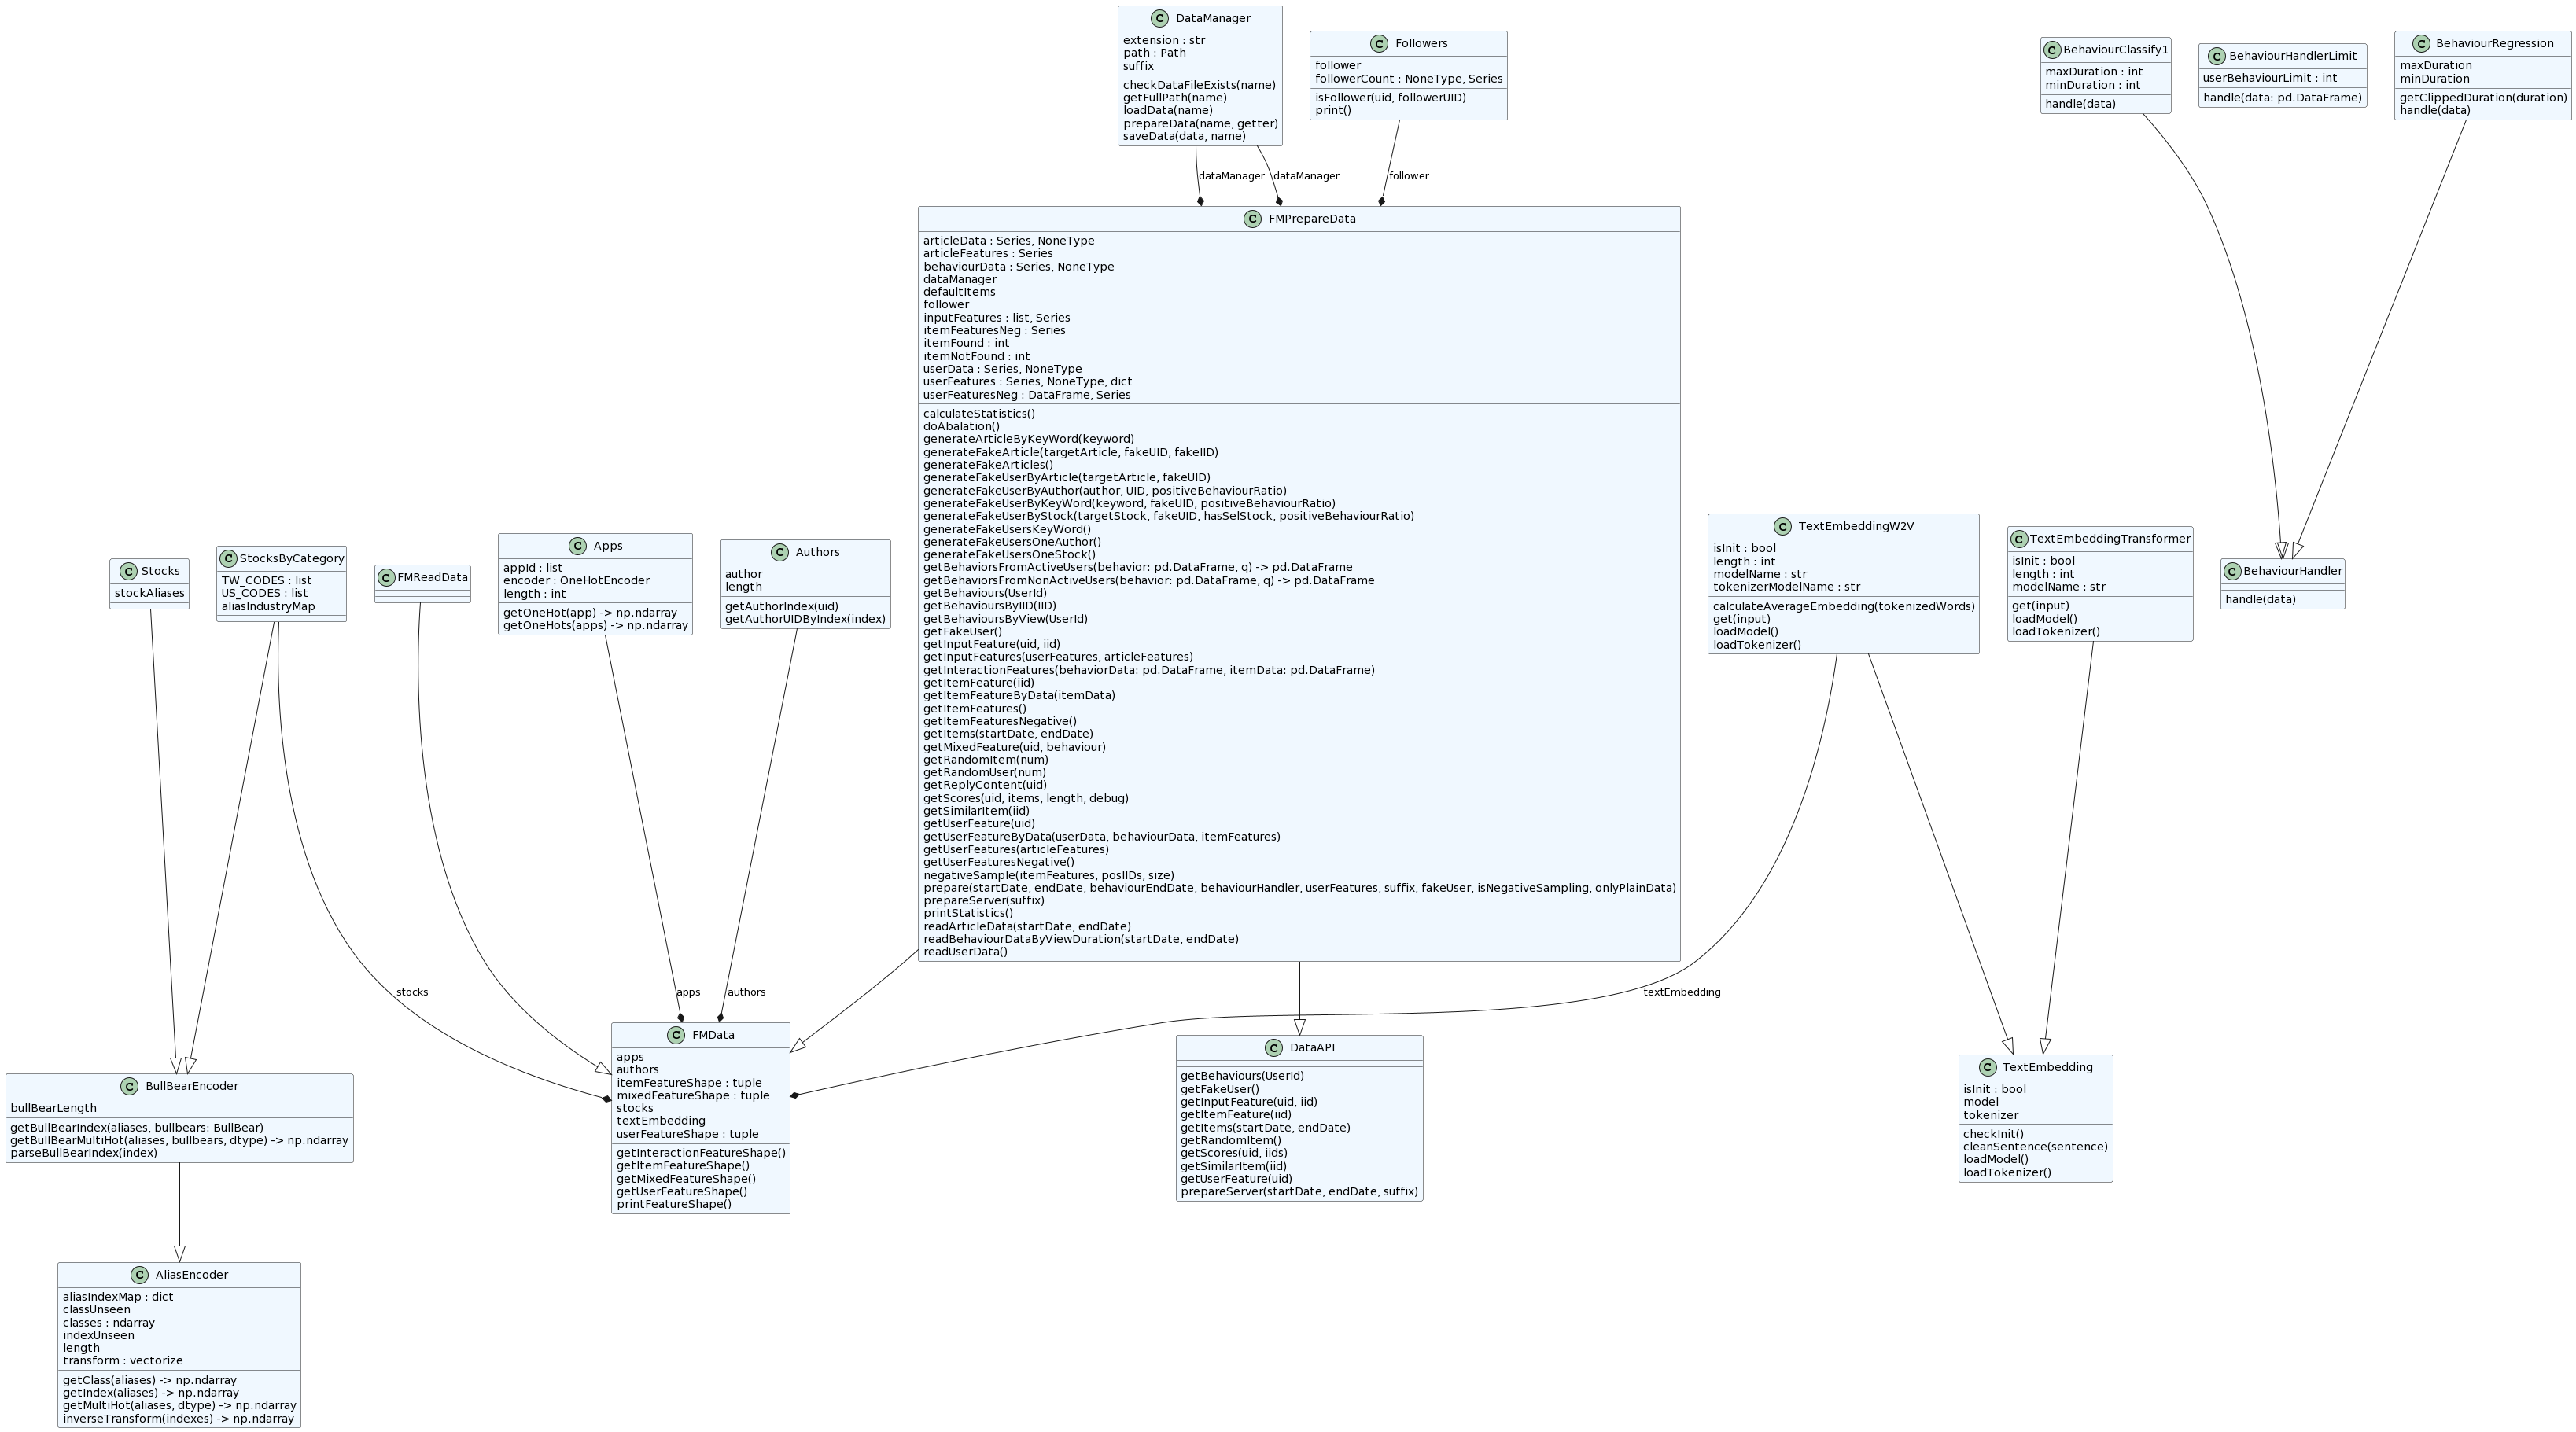 DataManager
extension : str
path : Path
suffix
checkDataFileExists(name)
getFullPath(name)
loadData(name)
prepareData(name, getter)
saveData(data, name)
Followers
follower
followerCount : NoneType, Series
isFollower(uid, followerUID)
print()
BehaviourClassify1
maxDuration : int
minDuration : int
handle(data)
BehaviourHandlerLimit
userBehaviourLimit : int
handle(data: pd.DataFrame)
BehaviourRegression
maxDuration
minDuration
getClippedDuration(duration)
handle(data)
dataManager
dataManager
follower
FMPrepareData
articleData : Series, NoneType
articleFeatures : Series
behaviourData : Series, NoneType
dataManager
defaultItems
follower
inputFeatures : list, Series
itemFeaturesNeg : Series
itemFound : int
itemNotFound : int
userData : Series, NoneType
userFeatures : Series, NoneType, dict
userFeaturesNeg : DataFrame, Series
calculateStatistics()
doAbalation()
generateArticleByKeyWord(keyword)
generateFakeArticle(targetArticle, fakeUID, fakeIID)
generateFakeArticles()
generateFakeUserByArticle(targetArticle, fakeUID)
generateFakeUserByAuthor(author, UID, positiveBehaviourRatio)
generateFakeUserByKeyWord(keyword, fakeUID, positiveBehaviourRatio)
generateFakeUserByStock(targetStock, fakeUID, hasSelStock, positiveBehaviourRatio)
generateFakeUsersKeyWord()
generateFakeUsersOneAuthor()
generateFakeUsersOneStock()
getBehaviorsFromActiveUsers(behavior: pd.DataFrame, q) -> pd.DataFrame
getBehaviorsFromNonActiveUsers(behavior: pd.DataFrame, q) -> pd.DataFrame
getBehaviours(UserId)
getBehavioursByIID(IID)
getBehavioursByView(UserId)
getFakeUser()
getInputFeature(uid, iid)
getInputFeatures(userFeatures, articleFeatures)
getInteractionFeatures(behaviorData: pd.DataFrame, itemData: pd.DataFrame)
getItemFeature(iid)
getItemFeatureByData(itemData)
getItemFeatures()
getItemFeaturesNegative()
getItems(startDate, endDate)
getMixedFeature(uid, behaviour)
getRandomItem(num)
getRandomUser(num)
getReplyContent(uid)
getScores(uid, items, length, debug)
getSimilarItem(iid)
getUserFeature(uid)
getUserFeatureByData(userData, behaviourData, itemFeatures)
getUserFeatures(articleFeatures)
getUserFeaturesNegative()
negativeSample(itemFeatures, posIIDs, size)
prepare(startDate, endDate, behaviourEndDate, behaviourHandler, userFeatures, suffix, fakeUser, isNegativeSampling, onlyPlainData)
prepareServer(suffix)
printStatistics()
readArticleData(startDate, endDate)
readBehaviourDataByViewDuration(startDate, endDate)
readUserData()
Stocks
stockAliases
StocksByCategory
TW_CODES : list
US_CODES : list
aliasIndustryMap
FMReadData
Apps
appId : list
encoder : OneHotEncoder
length : int
getOneHot(app) -> np.ndarray
getOneHots(apps) -> np.ndarray
Authors
author
length
getAuthorIndex(uid)
getAuthorUIDByIndex(index)
TextEmbeddingW2V
isInit : bool
length : int
modelName : str
tokenizerModelName : str
calculateAverageEmbedding(tokenizedWords)
get(input)
loadModel()
loadTokenizer()
TextEmbeddingTransformer
isInit : bool
length : int
modelName : str
get(input)
loadModel()
loadTokenizer()
BehaviourHandler
handle(data)
stocks
apps
authors
textEmbedding
BullBearEncoder
bullBearLength
getBullBearIndex(aliases, bullbears: BullBear)
getBullBearMultiHot(aliases, bullbears, dtype) -> np.ndarray
parseBullBearIndex(index)
FMData
apps
authors
itemFeatureShape : tuple
mixedFeatureShape : tuple
stocks
textEmbedding
userFeatureShape : tuple
getInteractionFeatureShape()
getItemFeatureShape()
getMixedFeatureShape()
getUserFeatureShape()
printFeatureShape()
DataAPI
getBehaviours(UserId)
getFakeUser()
getInputFeature(uid, iid)
getItemFeature(iid)
getItems(startDate, endDate)
getRandomItem()
getScores(uid, iids)
getSimilarItem(iid)
getUserFeature(uid)
prepareServer(startDate, endDate, suffix)
TextEmbedding
isInit : bool
model
tokenizer
checkInit()
cleanSentence(sentence)
loadModel()
loadTokenizer()
AliasEncoder
aliasIndexMap : dict
classUnseen
classes : ndarray
indexUnseen
length
transform : vectorize
getClass(aliases) -> np.ndarray
getIndex(aliases) -> np.ndarray
getMultiHot(aliases, dtype) -> np.ndarray
inverseTransform(indexes) -> np.ndarray